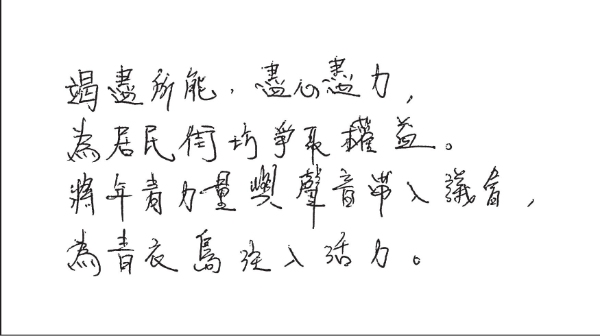 竭盡所能，盡心盡力，
為居民街坊爭取權益。
將年青力量與聲音帶入議會，
為青衣島注入活力。